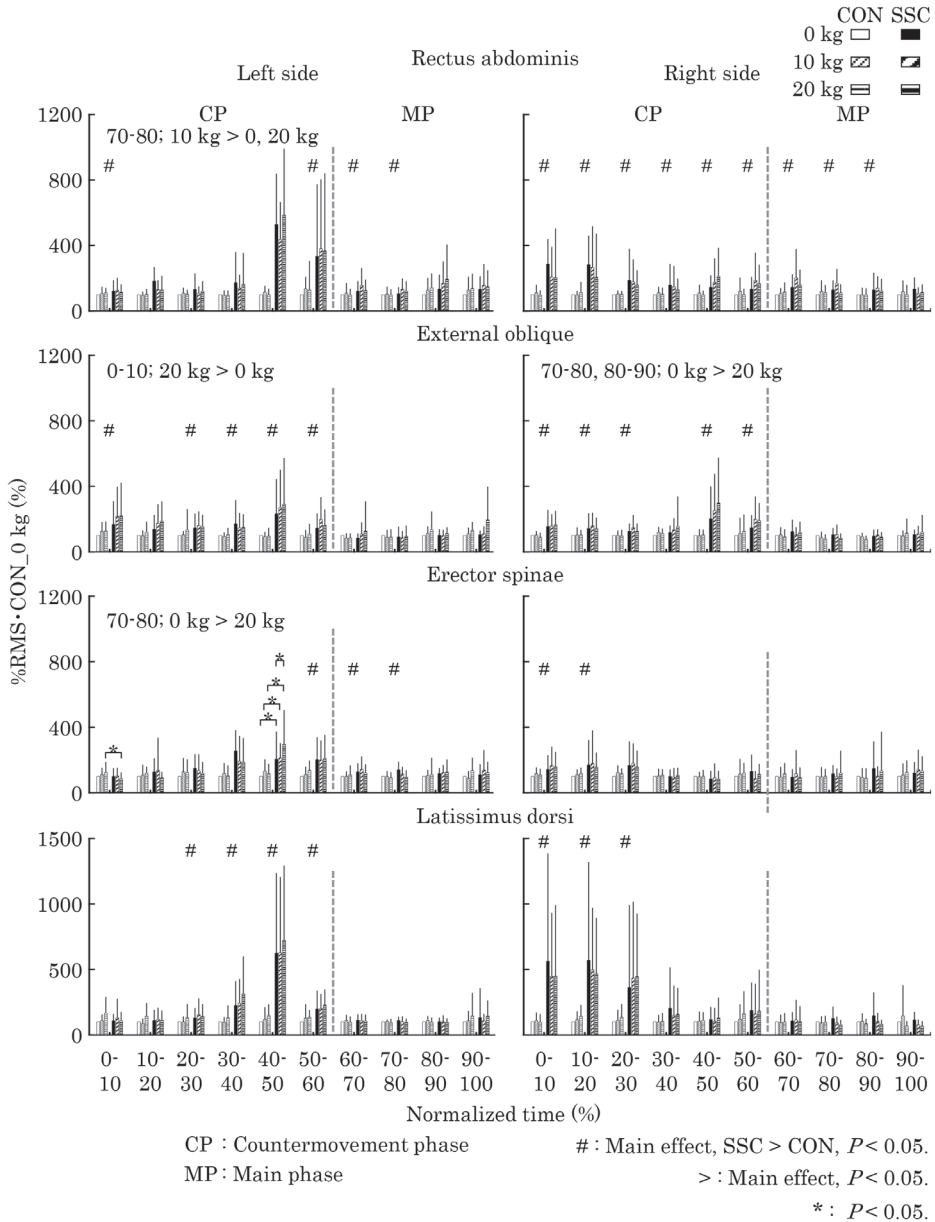 CON SSC
0 kg
10 kg
20 kg
Rectus abdominis
Left side
Right side
CP
MP
CP
MP
1200
800
400
0
70-80; 10 kg > 0, 20 kg
# # # #
# # # # # # # # #
External oblique
1200
800
400
0
0-10; 20 kg > 0 kg
70-80, 80-90; 0 kg > 20 kg
# # # # #
# # # # #
Erector spinae
1200
800
400
0
70-80; 0 kg > 20 kg
*
# # #
# #
*
*
*
*
Latissimus dorsi
1500
1000
500
0
# # # #
# # #
%RMS・CON_0 kg (%)
0-10 10-20 20-30 30-40 40-50 50-60 60-70 70-80 80-90 90-100
0-10 10-20 20-30 30-40 40-50 50-60 60-70 70-80 80-90 90-100
Normalized time (%)
CP : Countermovement phase
MP : Main phase
# : Main effect, SSC > CON, P < 0.05.
> : Main effect, P < 0.05.
* : P < 0.05.